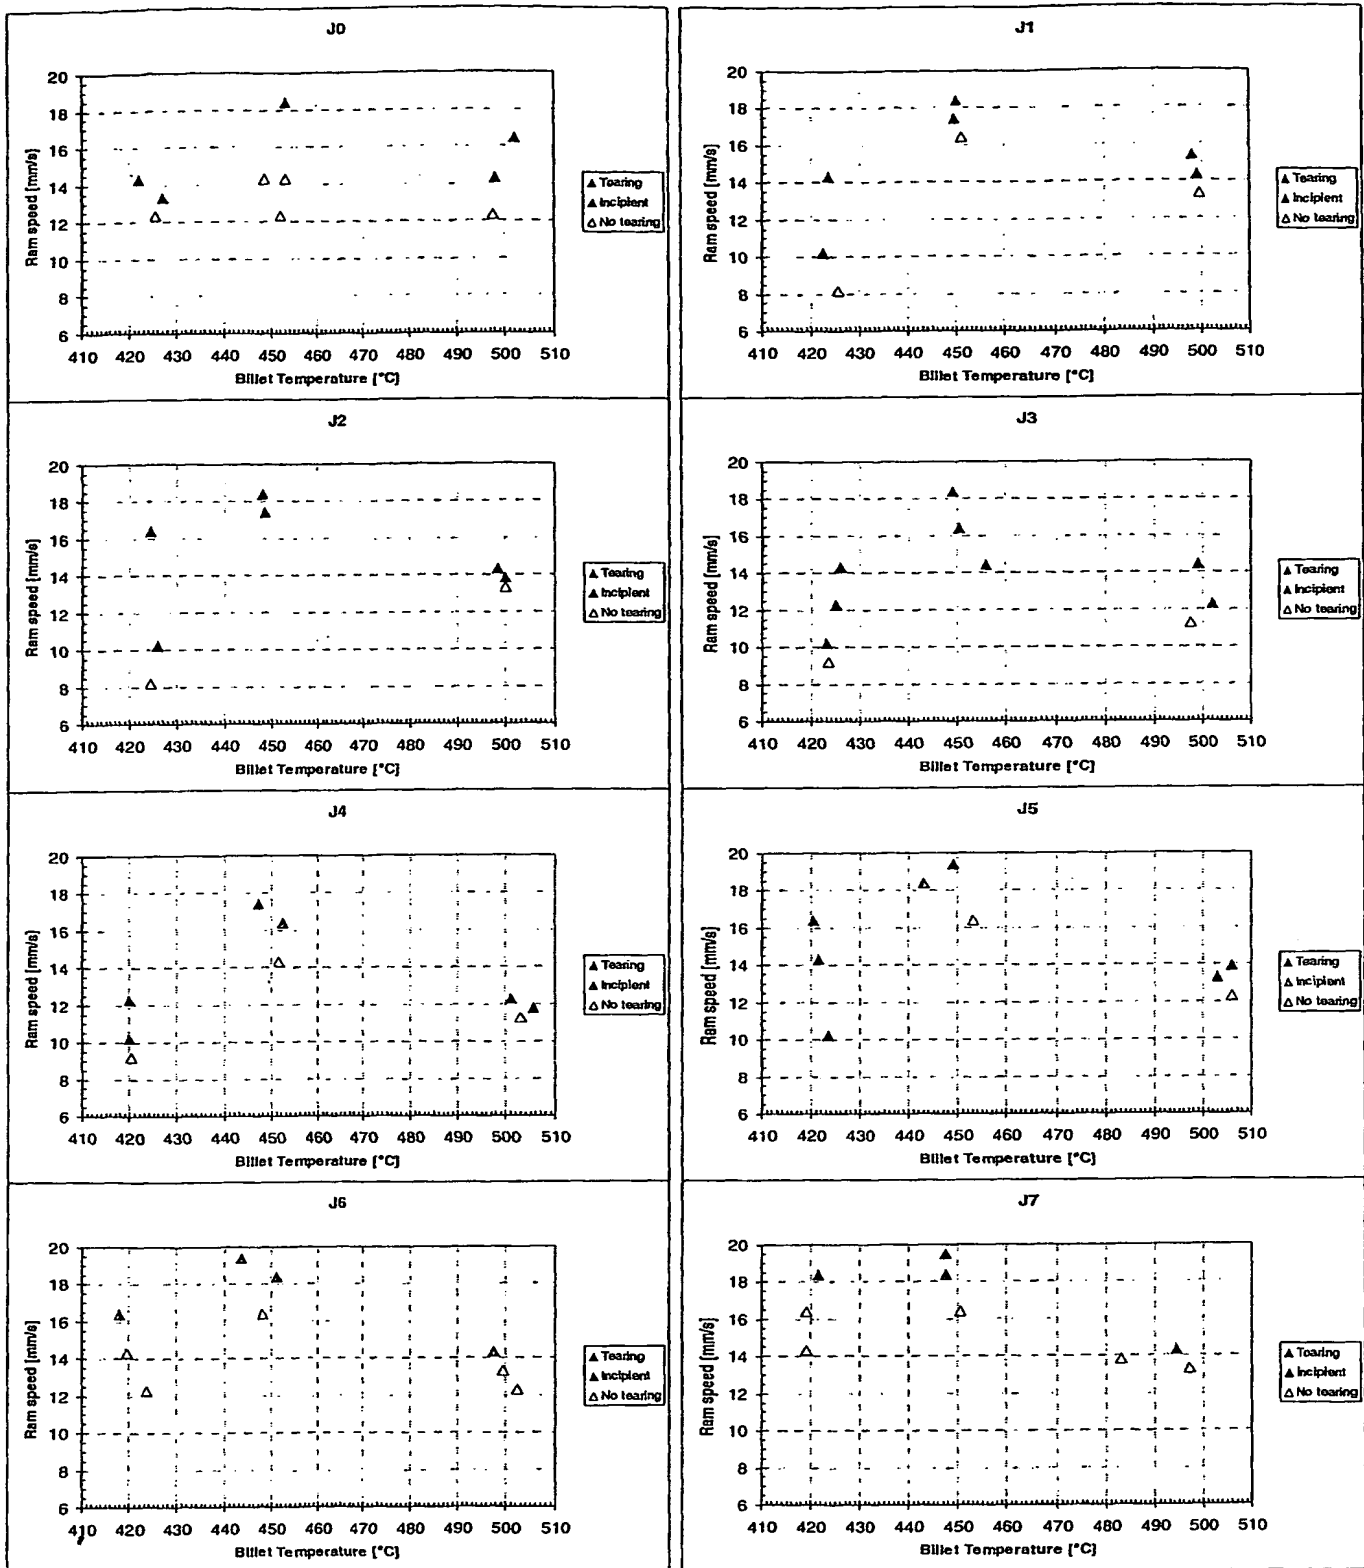 J0
20
18
16
14
12
10
8
6
Ram speed [mm/s]
410 420 430 440 450 460 470 480 490 500 510
Billet Temperature [°C]
Tearing
Incipient
No tearing
J1
20
18
16
14
12
10
8
6
Ram speed [mm/s]
410 420 430 440 450 460 470 480 490 500 510
Billet Temperature [°C]
Tearing
Incipient
No tearing
J2
20
18
16
14
12
10
8
6
Ram speed [mm/s]
410 420 430 440 450 460 470 480 490 500 510
Billet Temperature [°C]
Tearing
Incipient
No tearing
J3
20
18
16
14
12
10
8
6
Ram speed [mm/s]
410 420 430 440 450 460 470 480 490 500 510
Billet Temperature [°C]
Tearing
Incipient
No tearing
J4
20
18
16
14
12
10
8
6
Ram speed [mm/s]
410 420 430 440 450 460 470 480 490 500 510
Billet Temperature [°C]
Tearing
Incipient
No tearing
J5
20
18
16
14
12
10
8
6
Ram speed [mm/s]
410 420 430 440 450 460 470 480 490 500 510
Billet Temperature [°C]
Tearing
Incipient
No tearing
J6
20
18
16
14
12
10
8
6
Ram speed [mm/s]
410 420 430 440 450 460 470 480 490 500 510
Billet Temperature [°C]
Tearing
Incipient
No tearing
J7
20
18
16
14
12
10
8
6
Ram speed [mm/s]
410 420 430 440 450 460 470 480 490 500 510
Billet Temperature [°C]
Tearing
Incipient
No tearing